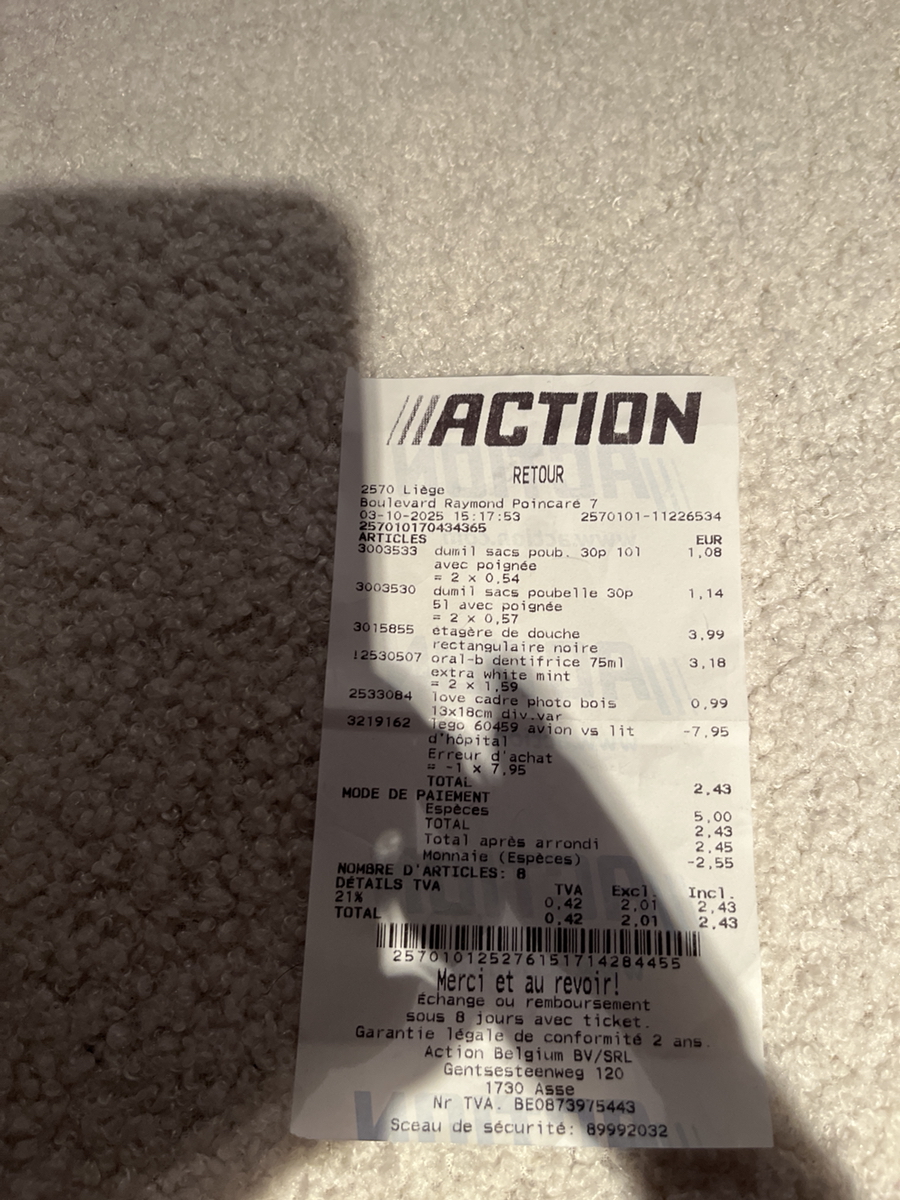 ///ACTION
RETOUR
2570 Liège
Boulevard Raymond Poincaré 7
03-10-2025 15:17:53 2570101-11226534
257010170434365
ARTICLES EUR
3003533 dumil sacs poub. 30p 10l 1,08
avec poignée
= 2 x 0,54
3003530 dumil sacs poubelle 30p 1,14
5l avec poignée
= 2 x 0,57
3015855 étagère de douche 3,99
rectangulaire noire
12530507 oral-b dentifrice 75ml 3,18
extra white mint
= 2 x 1,59
2533084 love cadre photo bois 0,99
13x18cm div.var
3219162 lego 60459 avion vs lit -7,95
d'hôpital
Erreur d'achat
= -1 x 7,95
TOTAL 2,43
MODE DE PAIEMENT
Espèces 5,00
TOTAL 2,43
Total après arrondi 2,45
Monnaie (Espèces) -2,55
NOMBRE D'ARTICLES: 8
DÉTAILS TVA TVA Excl. Incl.
21% 0,42 2,01 2,43
TOTAL 0,42 2,01 2,43
257010125276151714284455
Merci et au revoir!
Échange ou remboursement
sous 8 jours avec ticket.
Garantie légale de conformité 2 ans.
Action Belgium BV/SRL
Gentsesteenweg 120
1730 Asse
Nr TVA. BE0873975443
Sceau de sécurité: 89992032